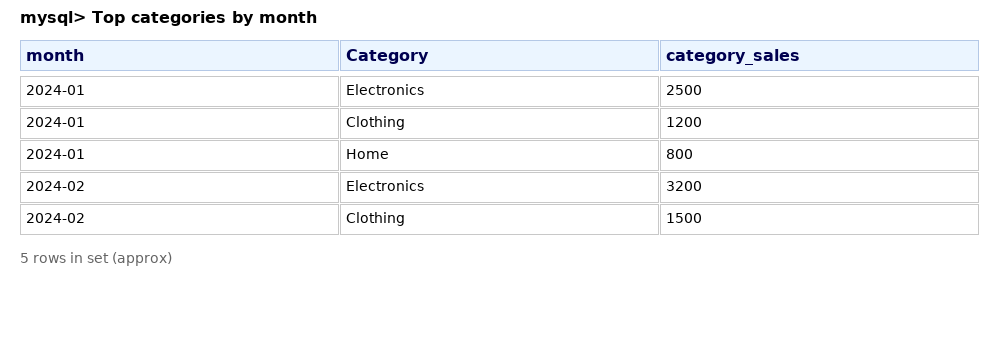 mysql> Top categories by month
month Category category_sales
2024-01 Electronics 2500
2024-01 Clothing 1200
2024-01 Home 800
2024-02 Electronics 3200
2024-02 Clothing 1500
5 rows in set (approx)